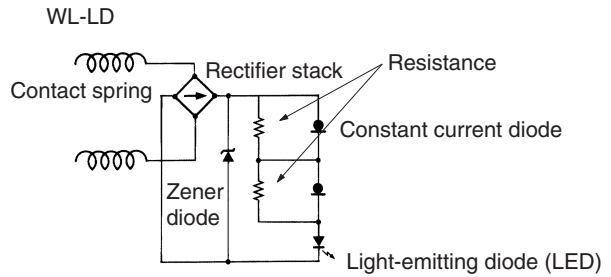 WL-LD
Rectifier stack
Resistance
Contact spring
Constant current diode
Zener
diode
Light-emitting diode (LED)